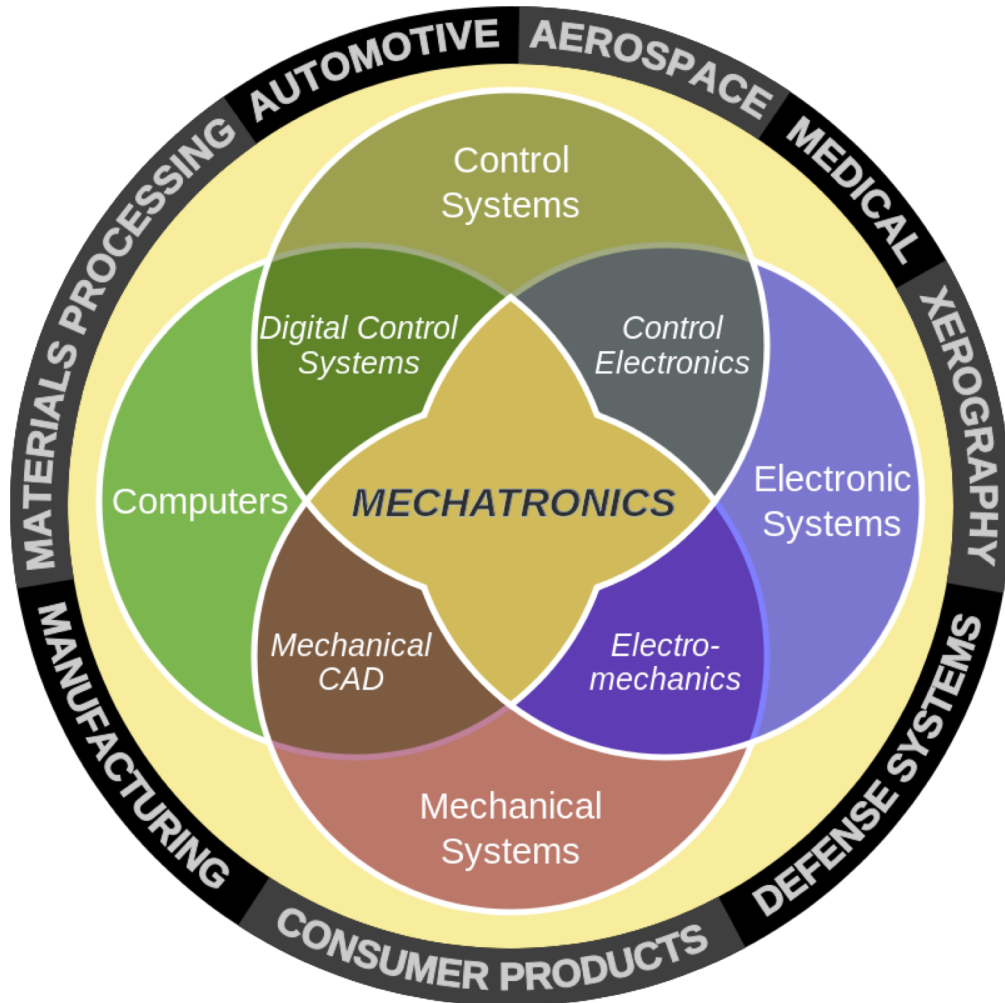 AUTOMOTIVE
AEROSPACE
MEDICAL
XEROGRAPHY
DEFENSE SYSTEMS
CONSUMER PRODUCTS
MANUFACTURING
MATERIALS PROCESSING
Control
Systems
Digital Control
Systems
Control
Electronics
Computers
MECHATRONICS
Electronic
Systems
Mechanical
CAD
Electro-
mechanics
Mechanical
Systems